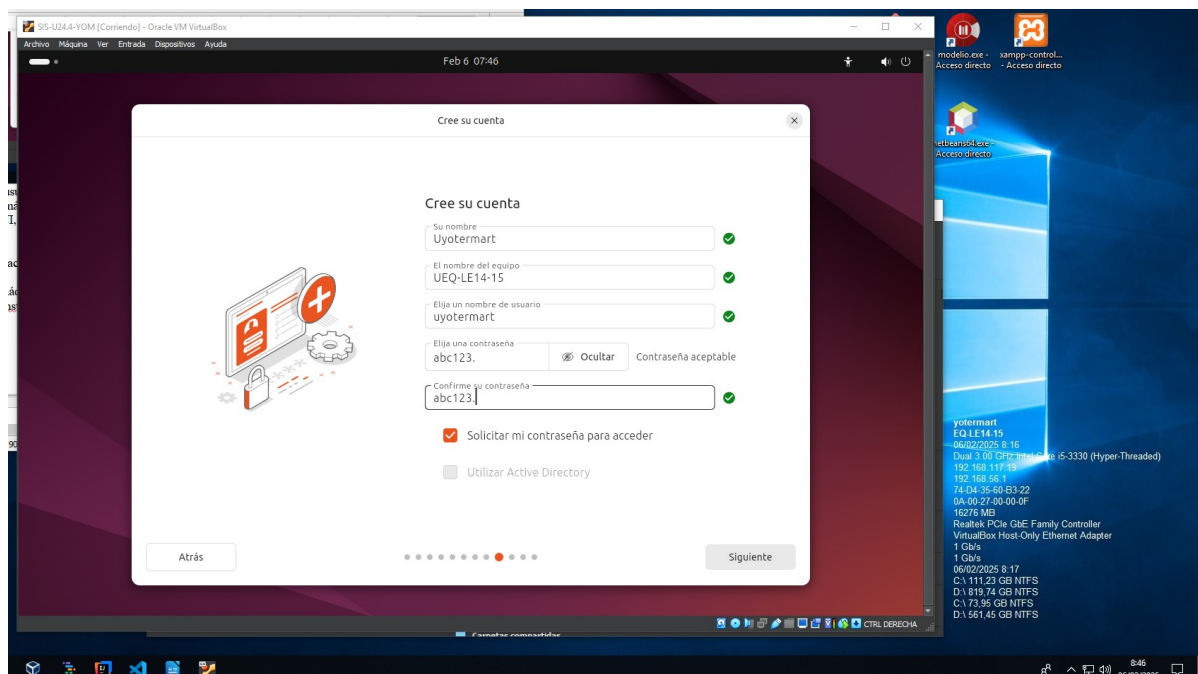 SIS-U24.4-YOM [Corriendo] - Oracle VM VirtualBox
Archivo Máquina Ver Entrada Dispositivos Ayuda
Feb 6 07:46
Cree su cuenta
Cree su cuenta
Su nombre
Uyotermart
El nombre del equipo
UEQ-LE14-15
Elija un nombre de usuario
uyotermart
Elija una contraseña
abc123.
Ocultar
Contraseña aceptable
Confirme su contraseña
abc123.
Solicitar mi contraseña para acceder
Utilizar Active Directory
Atrás
Siguiente
CTRL DERECHA
Carpetas compartidas
modelio.exe -
Acceso directo
xampp-control...
- Acceso directo
netbeans64.exe -
Acceso directo
yotermart
EQ-LE14-15
06/02/2025 8:16
Dual 3.00 GHz Intel Core i5-3330 (Hyper-Threaded)
192.168.117.19
192.168.56.1
74-D4-35-60-B3-22
0A-00-27-00-00-0F
16276 MB
Realtek PCIe GbE Family Controller
VirtualBox Host-Only Ethernet Adapter
1 Gb/s
1 Gb/s
06/02/2025 8:17
C:\ 111,23 GB NTFS
D:\ 819,74 GB NTFS
C:\ 73,95 GB NTFS
D:\ 561,45 GB NTFS
8:46
06/02/2025